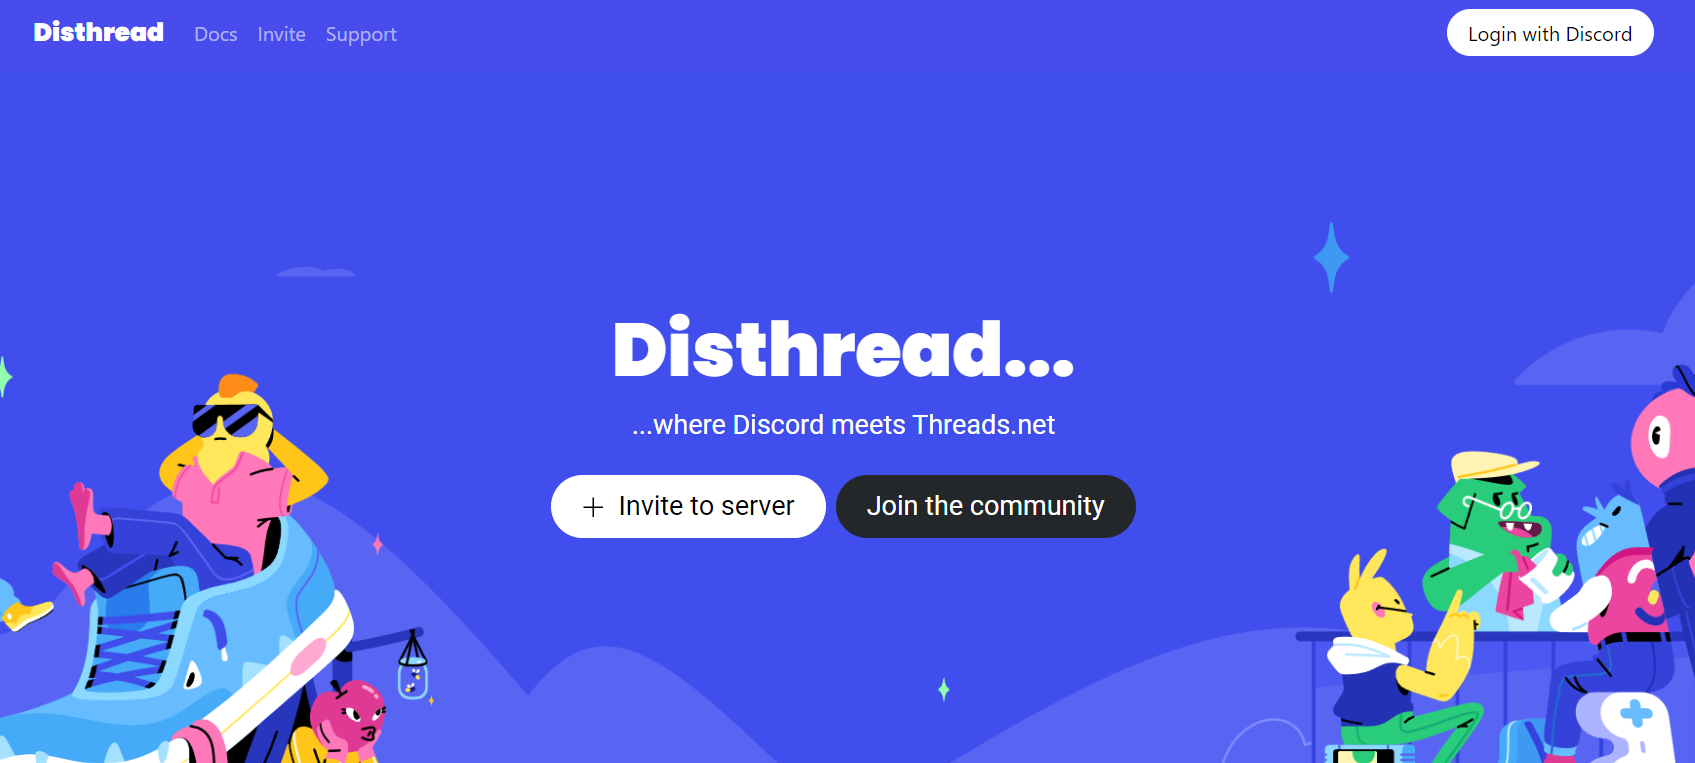 Disthread Docs Invite Support Login with Discord
Disthread...
...where Discord meets Threads.net
+ Invite to server Join the community